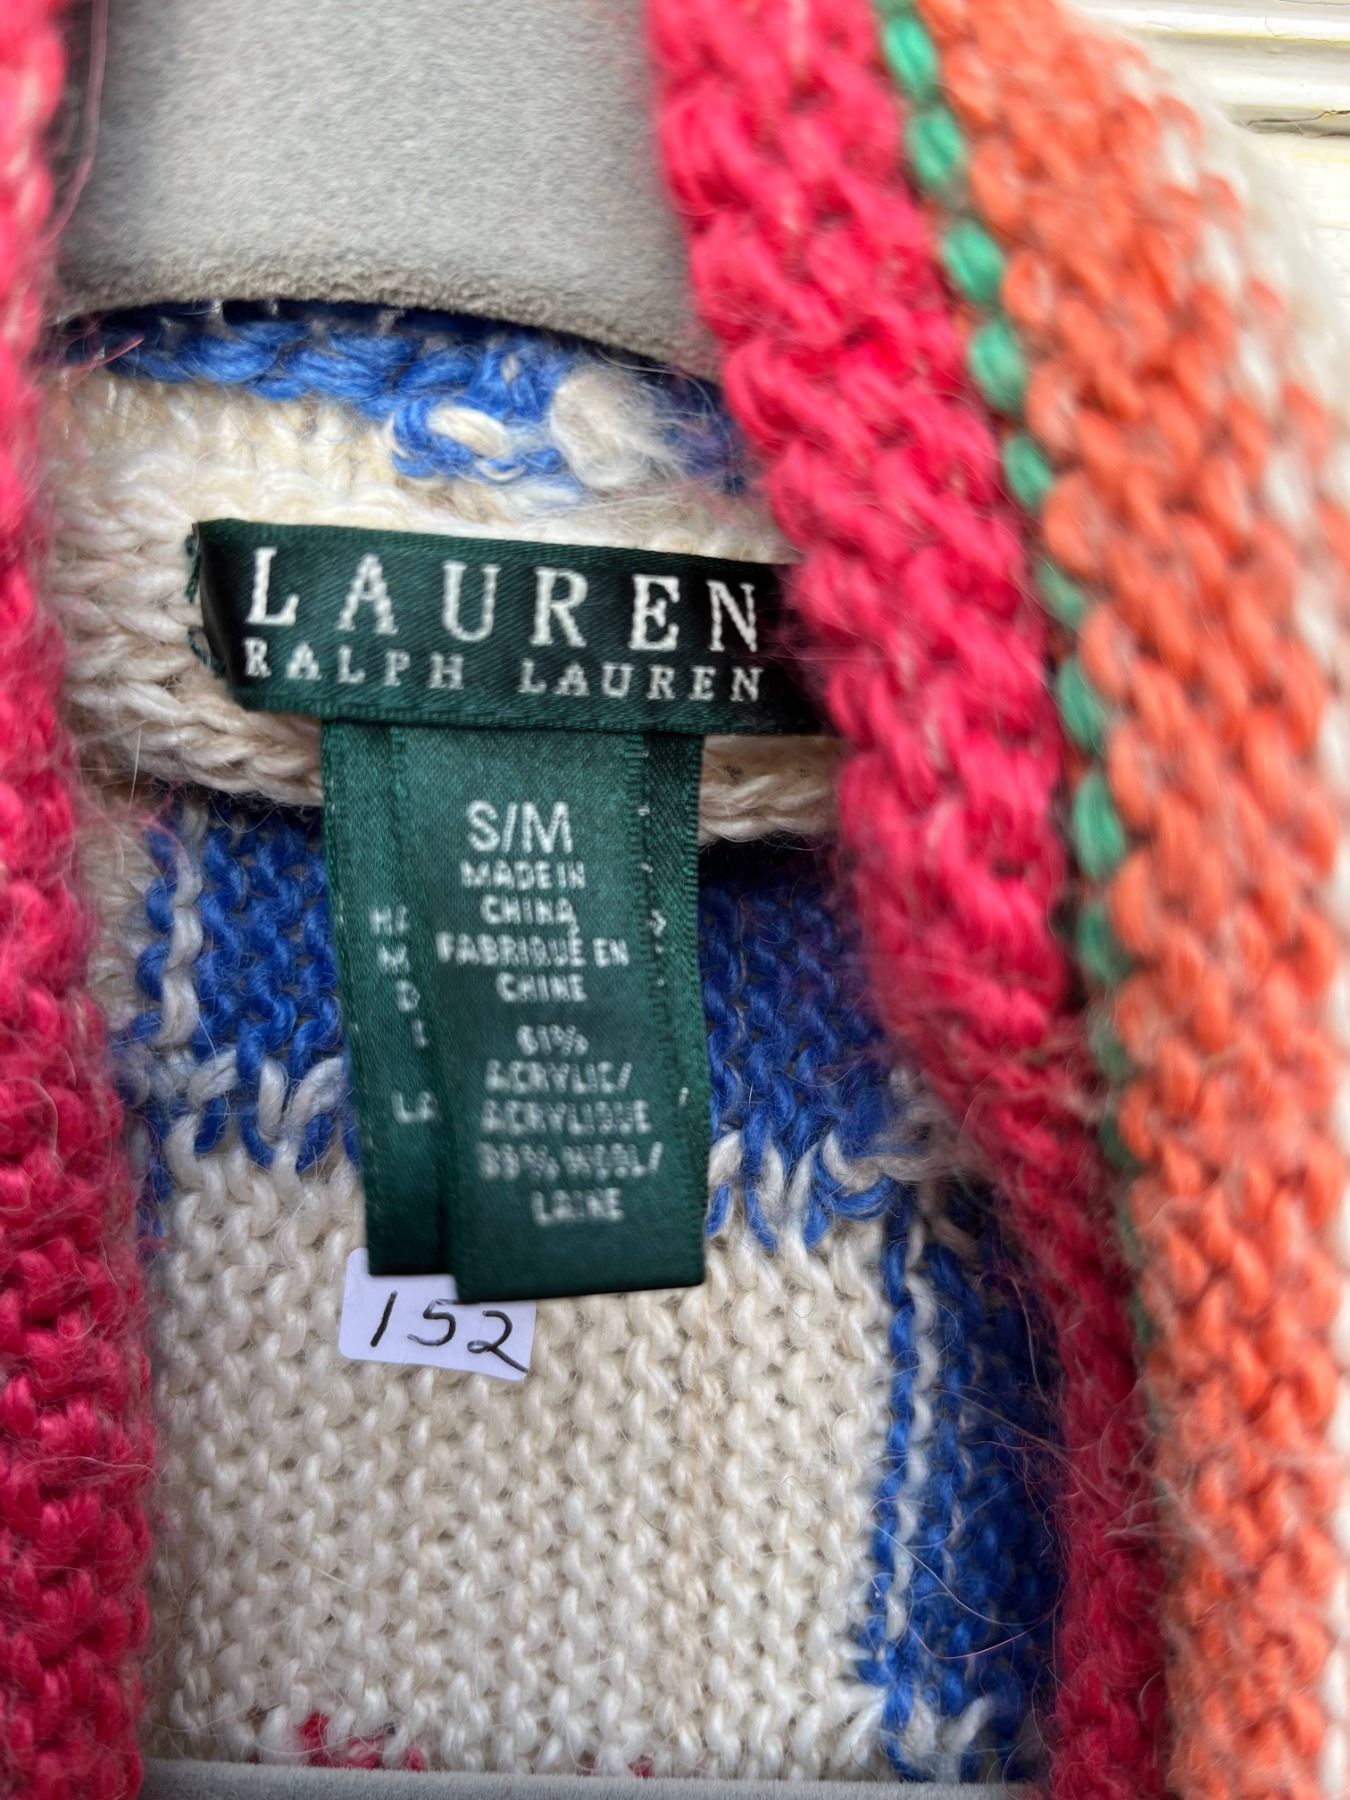 LAUREN
RALPH LAUREN
S/M
MADE IN
CHINA
FABRIQUÉ EN
CHINE
61%
ACRYLIC/
ACRYLIQUE
39% WOOL/
LAINE
152